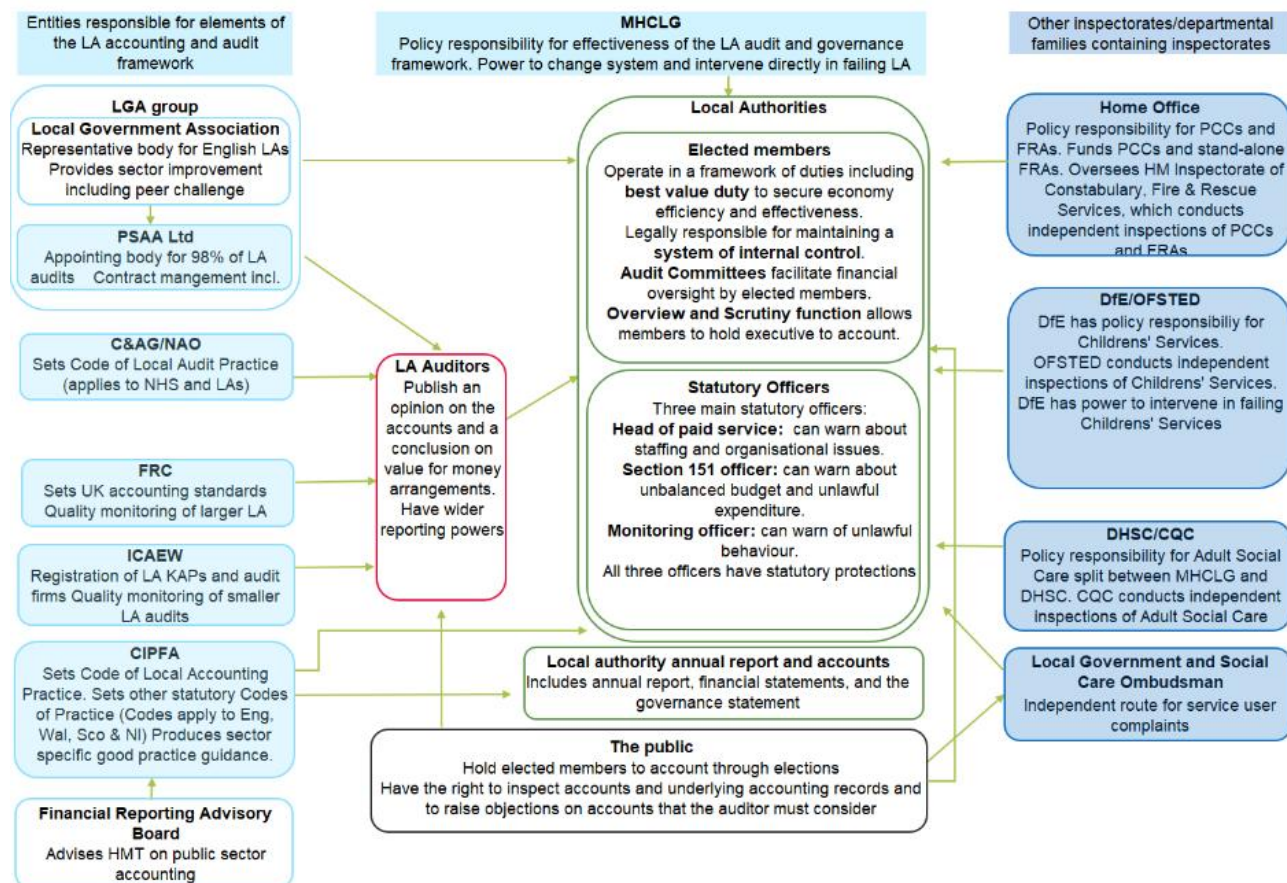 Entities responsible for elements of
the LA accounting and audit
framework
MHCLG
Policy responsibility for effectiveness of the LA audit and governance
framework. Power to change system and intervene directly in failing LA
Other inspectorates/departmental
families containing inspectorates
LGA group
Local Government Association
Representative body for English LAs
Provides sector improvement
including peer challenge
PSAA Ltd
Appointing body for 98% of LA
audits Contract mangement incl.
C&AG/NAO
Sets Code of Local Audit Practice
(applies to NHS and LAs)
FRC
Sets UK accounting standards
Quality monitoring of larger LA
ICAEW
Registration of LA KAPs and audit
firms Quality monitoring of smaller
LA audits
CIPFA
Sets Code of Local Accounting
Practice. Sets other statutory Codes
of Practice (Codes apply to Eng,
Wal, Sco & NI) Produces sector
specific good practice guidance.
Financial Reporting Advisory
Board
Advises HMT on public sector
accounting
LA Auditors
Publish an
opinion on the
accounts and a
conclusion on
value for money
arrangements.
Have wider
reporting powers
Local Authorities
Elected members
Operate in a framework of duties including
best value duty to secure economy
efficiency and effectiveness.
Legally responsible for maintaining a
system of internal control.
Audit Committees facilitate financial
oversight by elected members.
Overview and Scrutiny function allows
members to hold executive to account.
Statutory Officers
Three main statutory officers:
Head of paid service: can warn about
staffing and organisational issues.
Section 151 officer: can warn about
unbalanced budget and unlawful
expenditure.
Monitoring officer: can warn of unlawful
behaviour.
All three officers have statutory protections
Local authority annual report and accounts
Includes annual report, financial statements, and the
governance statement
The public
Hold elected members to account through elections
Have the right to inspect accounts and underlying accounting records and
to raise objections on accounts that the auditor must consider
Home Office
Policy responsibility for PCCs and
FRAs. Funds PCCs and stand-alone
FRAs. Oversees HM Inspectorate of
Constabulary, Fire & Rescue
Services, which conducts
independent inspections of PCCs
and FRAs
DfE/OFSTED
DfE has policy responsibiliy for
Childrens' Services.
OFSTED conducts independent
inspections of Childrens' Services.
DfE has power to intervene in failing
Childrens' Services
DHSC/CQC
Policy responsibility for Adult Social
Care split between MHCLG and
DHSC. CQC conducts independent
inspections of Adult Social Care
Local Government and Social
Care Ombudsman
Independent route for service user
complaints